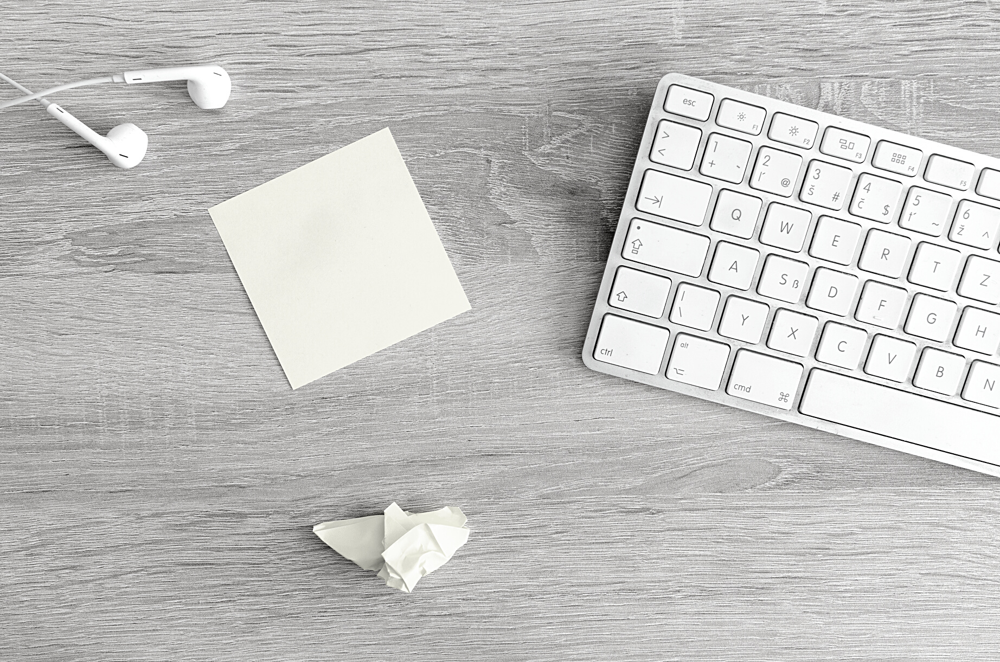 esc
F1
F2
F3
F4
F5
> <
1 + ~
2 ľ @
3 š #
4 č $
5 ť ~
6 ž ^
Q W E R T Z
A S ß D F G H
| \ Y X C V B N
ctrl alt cmd ⌘